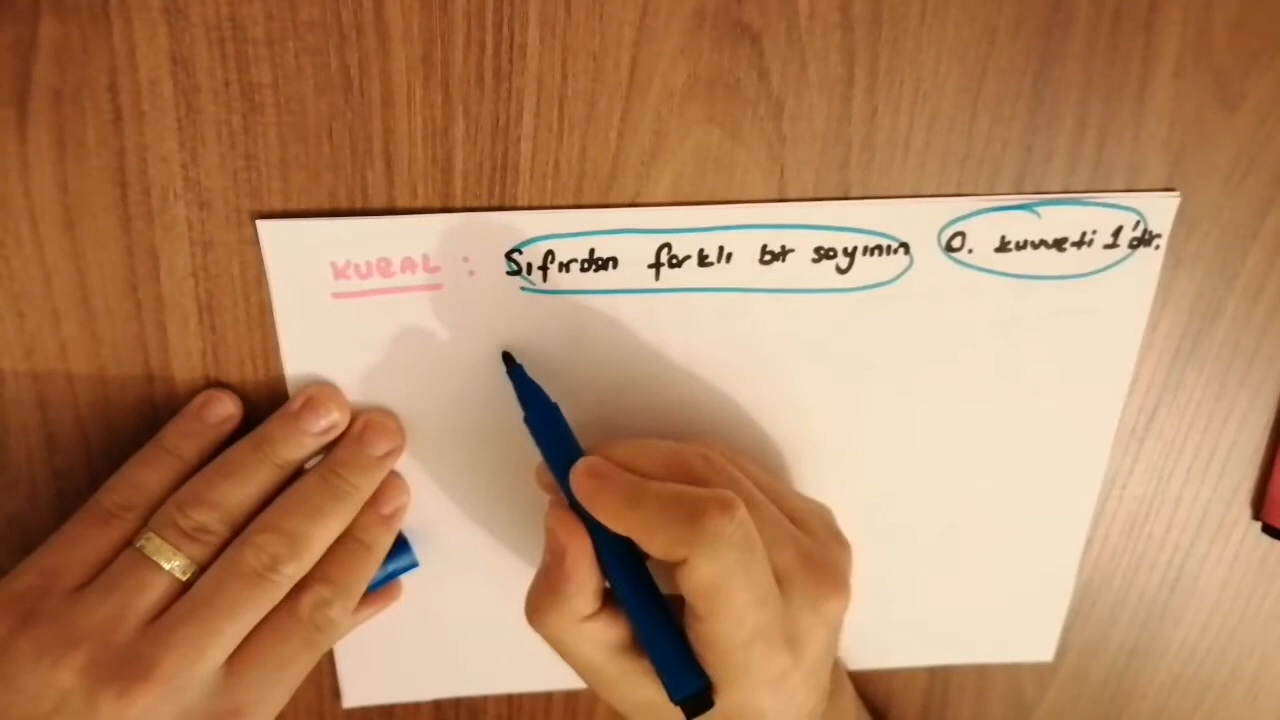 KURAL : Sıfırdan farklı bir sayının 0. kuvveti 1'dir.